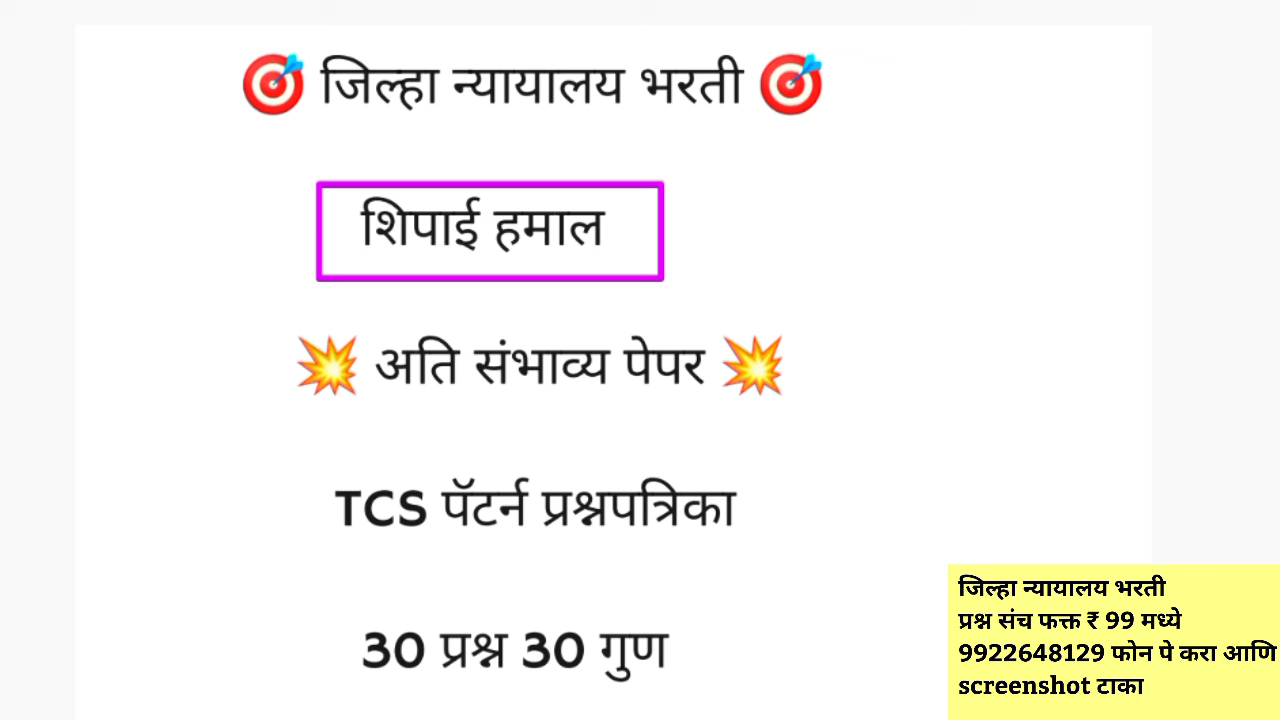 🎯 जिल्हा न्यायालय भरती 🎯
शिपाई हमाल
💥 अति संभाव्य पेपर 💥
TCS पॅटर्न प्रश्नपत्रिका
30 प्रश्न 30 गुण
जिल्हा न्यायालय भरती
प्रश्न संच फक्त ₹ 99 मध्ये
9922648129 फोन पे करा आणि
screenshot टाका